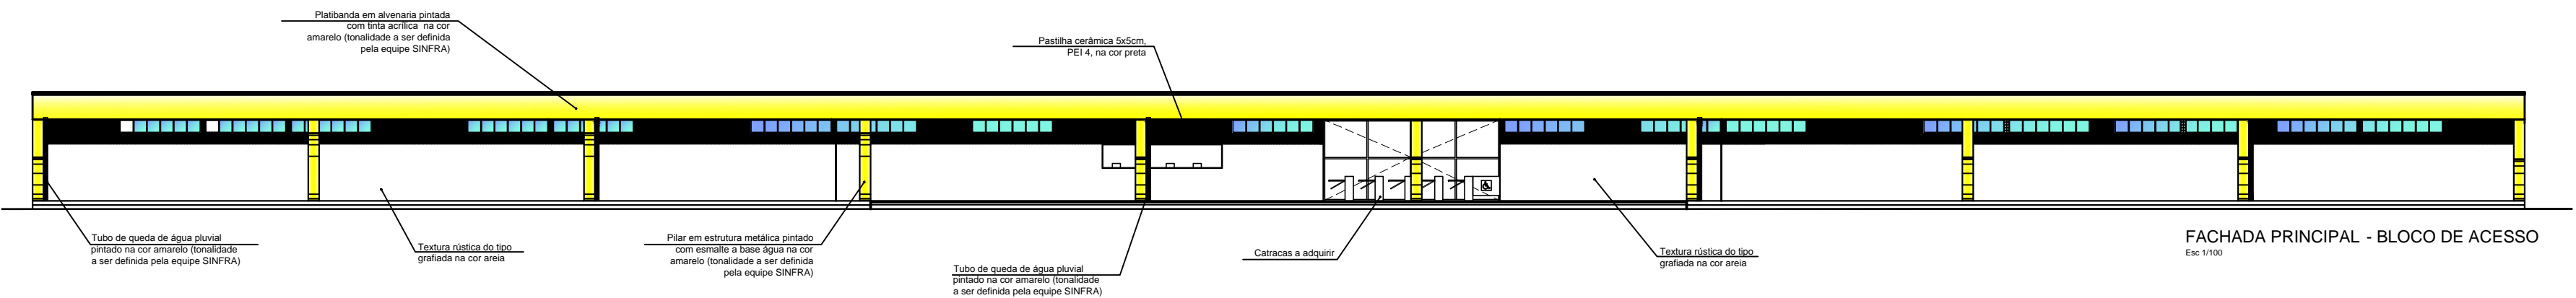 Platibanda em alvenaria pintada
com tinta acrílica na cor
amarelo (tonalidade a ser definida
pela equipe SINFRA)
Pastilha cerâmica 5x5cm,
PEI 4, na cor preta
Tubo de queda de água pluvial
pintado na cor amarelo (tonalidade
a ser definida pela equipe SINFRA)
Textura rústica do tipo
grafiada na cor areia
Pilar em estrutura metálica pintado
com esmalte a base água na cor
amarelo (tonalidade a ser definida
pela equipe SINFRA)
Tubo de queda de água pluvial
pintado na cor amarelo (tonalidade
a ser definida pela equipe SINFRA)
Catracas a adquirir
Textura rústica do tipo
grafiada na cor areia
FACHADA PRINCIPAL - BLOCO DE ACESSO
Esc 1/100